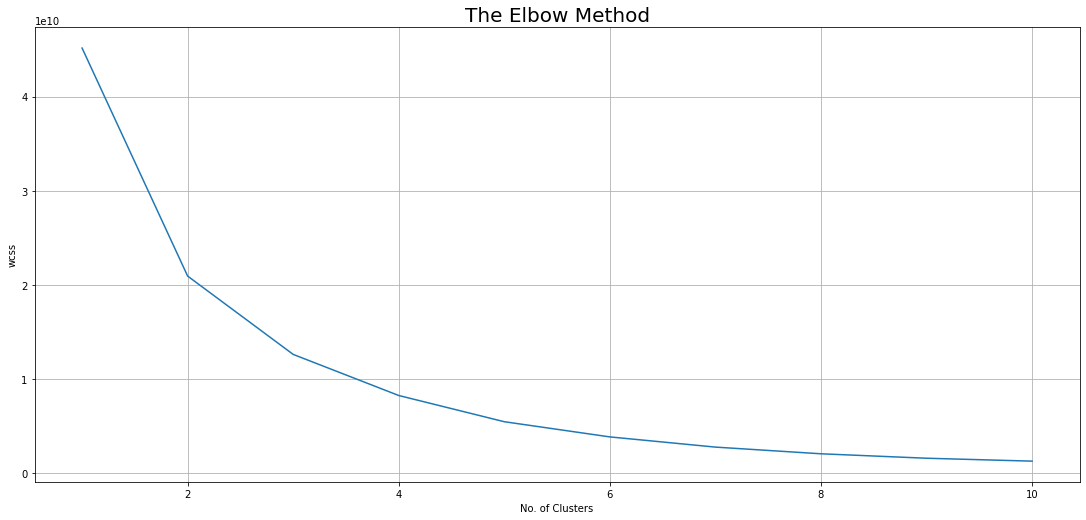 The Elbow Method
1e10
4
3
2
1
0
wcss
2 4 6 8 10
No. of Clusters